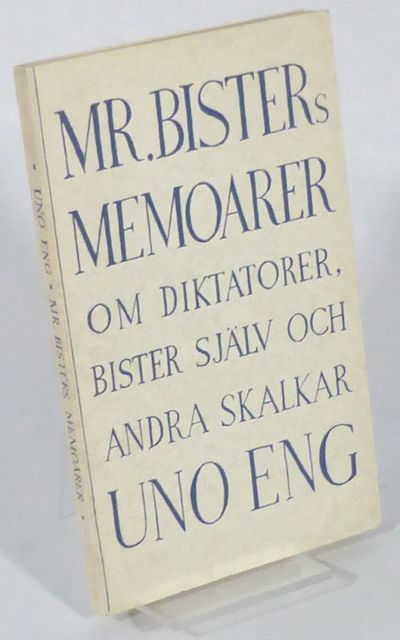 MR. BISTERs
MEMOARER
OM DIKTATORER,
BISTER SJÄLV OCH
ANDRA SKALKAR
UNO ENG
• UNO ENG • MR. BISTERS MEMOARER •